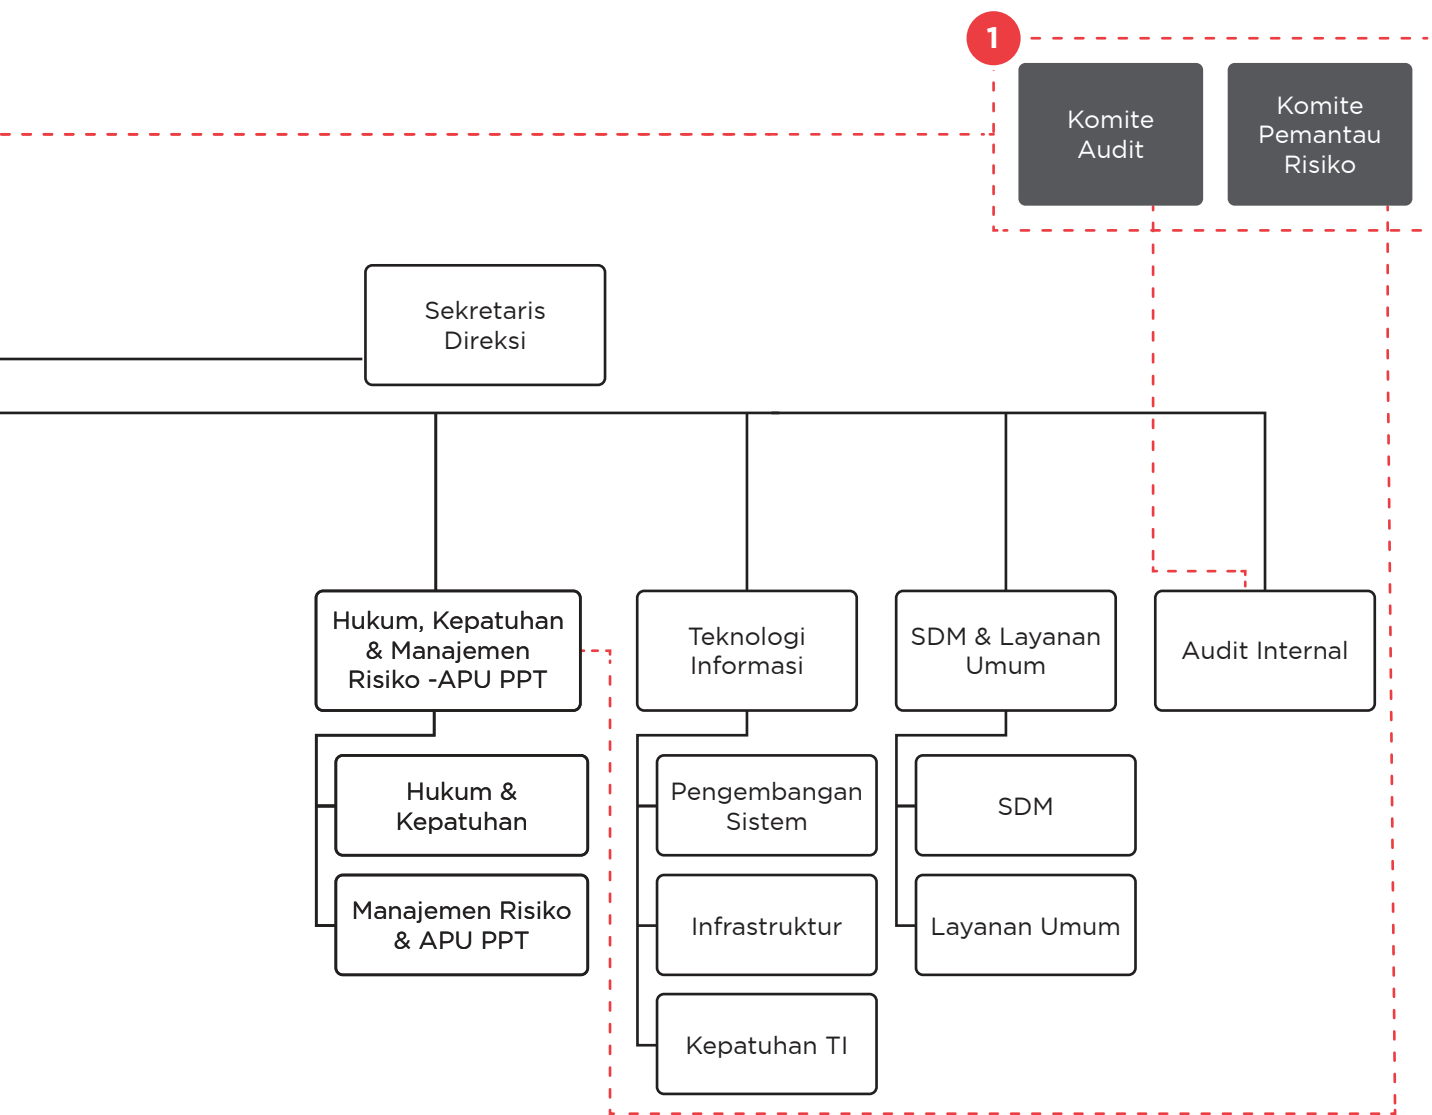 1
Komite
Audit
Komite
Pemantau
Risiko
Sekretaris
Direksi
Hukum, Kepatuhan
& Manajemen
Risiko -APU PPT
Teknologi
Informasi
SDM & Layanan
Umum
Audit Internal
Hukum &
Kepatuhan
Manajemen Risiko
& APU PPT
Pengembangan
Sistem
Infrastruktur
Kepatuhan TI
SDM
Layanan Umum